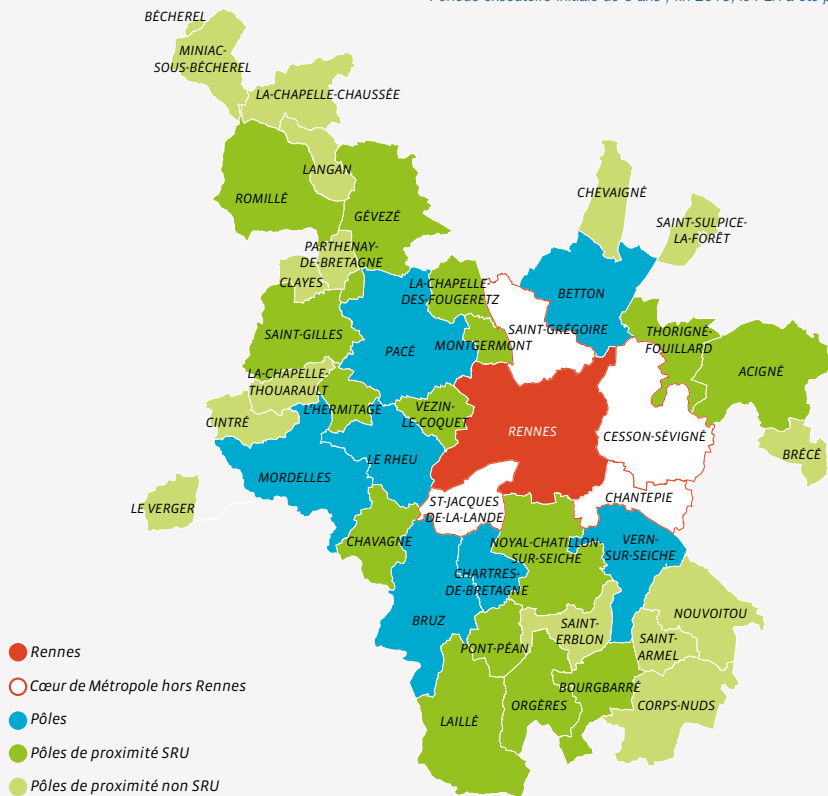 BÉCHEREL
MINIAC-
SOUS-BÉCHEREL
LA-CHAPELLE-CHAUSSÉE
LANGAN
ROMILLÉ
GÉVEZÉ
CHEVAIGNÉ
SAINT-SULPICE-
LA-FORÊT
PARTHENAY-
DE-BRETAGNE
CLAYES
LA-CHAPELLE-
DES-FOUGERETZ
BETTON
SAINT-GILLES
PACÉ
MONTGERMONT
SAINT-GRÉGOIRE
THORIGNÉ-
FOUILLARD
ACIGNÉ
LA-CHAPELLE-
THOUARAULT
L'HERMITAGE
VEZIN-
LE-COQUET
CINTRÉ
RENNES
CESSON-SÉVIGNÉ
BRÉCÉ
LE RHEU
MORDELLES
LE VERGER
ST-JACQUES
DE-LA-LANDE
CHANTEPIE
CHAVAGNE
NOYAL-CHATILLON
-SUR-SEICHE
VERN-
SUR-SEICHE
CHARTRES-
DE-BRETAGNE
BRUZ
NOUVOITOU
SAINT-
ERBLON
SAINT-
ARMEL
PONT-PÉAN
BOURGBARRÉ
ORGÈRES
CORPS-NUDS
LAILLÉ
Rennes
Cœur de Métropole hors Rennes
Pôles
Pôles de proximité SRU
Pôles de proximité non SRU